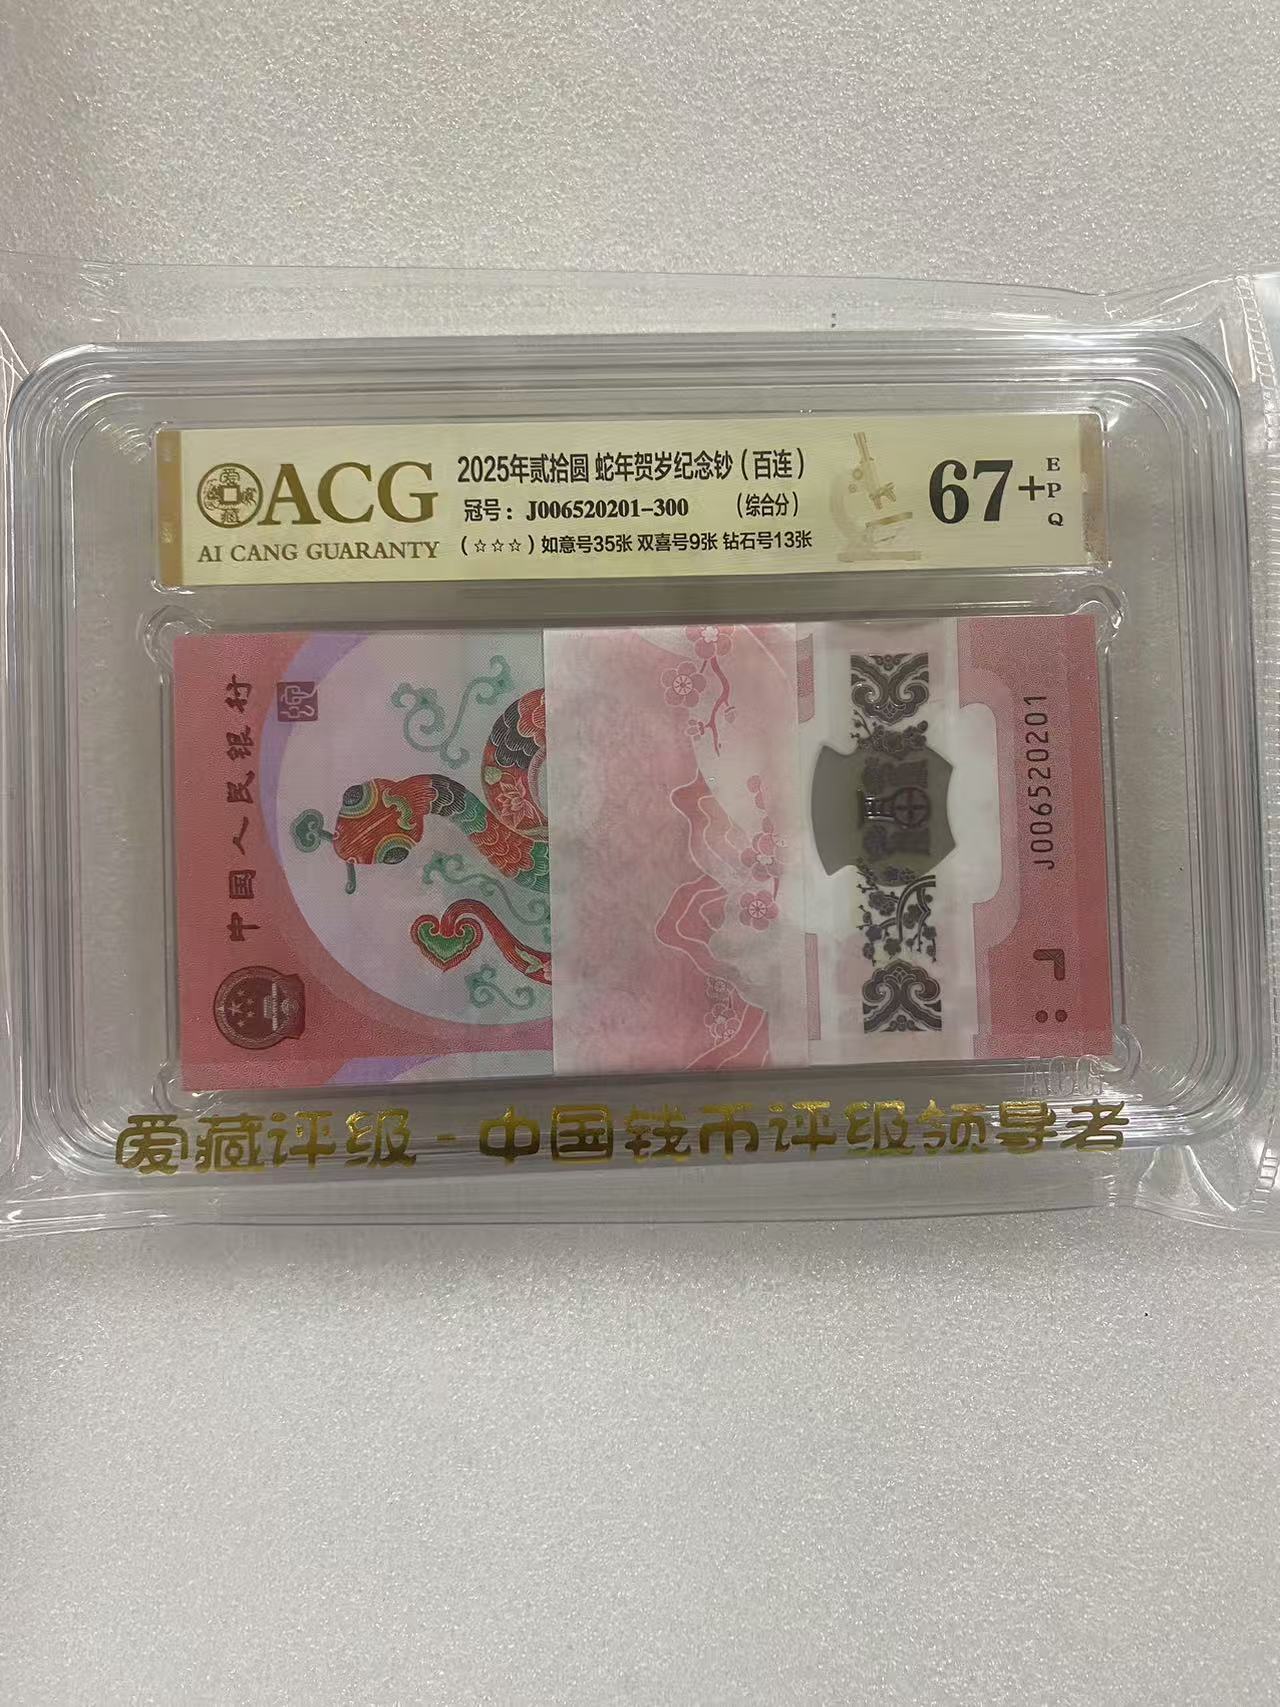 ACG
AI CANG GUARANTY
2025年贰拾圆 蛇年贺岁纪念钞（百连）
冠号：J006520201-300 （综合分）
（☆☆☆）如意号35张 双喜号9张 钻石号13张
67+
EPQ
中国人民银行
J006520201
ACG
爱藏评级-中国钱币评级领导者